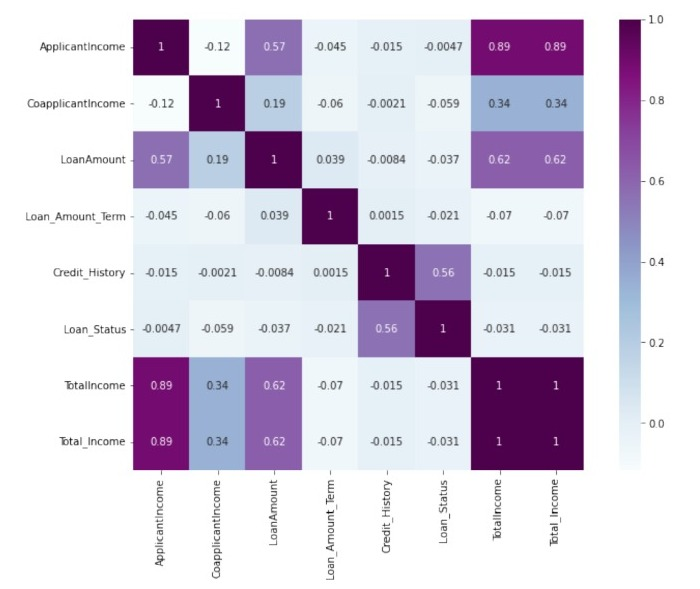 ApplicantIncome 1 -0.12 0.57 -0.045 -0.015 -0.0047 0.89 0.89
CoapplicantIncome -0.12 1 0.19 -0.06 -0.0021 -0.059 0.34 0.34
LoanAmount 0.57 0.19 1 0.039 -0.0084 -0.037 0.62 0.62
Loan_Amount_Term -0.045 -0.06 0.039 1 0.0015 -0.021 -0.07 -0.07
Credit_History -0.015 -0.0021 -0.0084 0.0015 1 0.56 -0.015 -0.015
Loan_Status -0.0047 -0.059 -0.037 -0.021 0.56 1 -0.031 -0.031
TotalIncome 0.89 0.34 0.62 -0.07 -0.015 -0.031 1 1
Total_Income 0.89 0.34 0.62 -0.07 -0.015 -0.031 1 1
ApplicantIncome
CoapplicantIncome
LoanAmount
Loan_Amount_Term
Credit_History
Loan_Status
TotalIncome
Total_Income
1.0
0.8
0.6
0.4
0.2
0.0